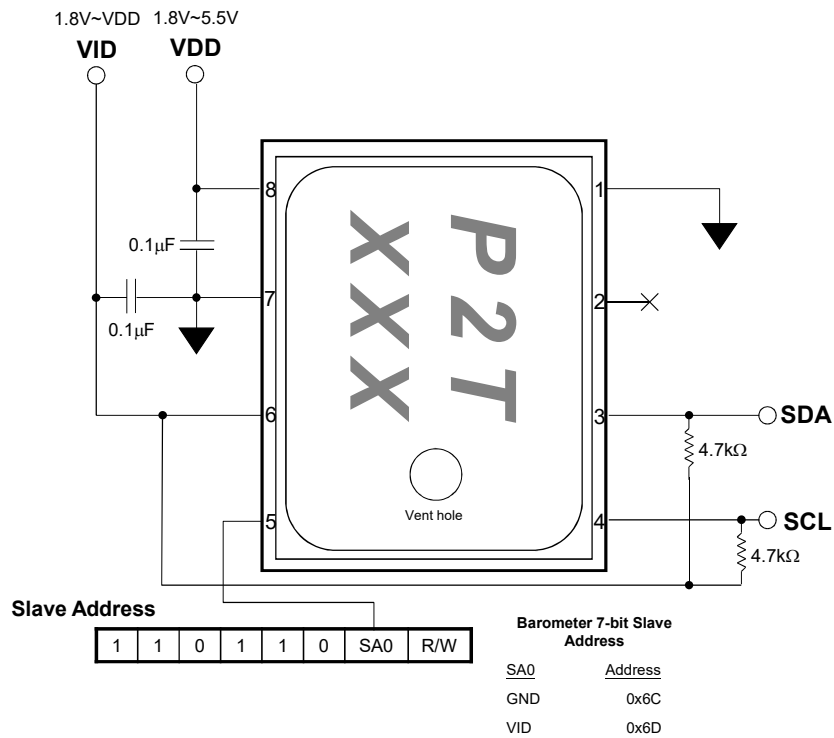 1.8V~VDD 1.8V~5.5V
VID VDD
8 1
0.1μF
7 2
0.1μF
P2T
XXX
6 3 SDA
4.7kΩ
Vent hole
5 4 SCL
4.7kΩ
Slave Address
1 1 0 1 1 0 SA0 R/W
Barometer 7-bit Slave
Address
SA0 Address
GND 0x6C
VID 0x6D